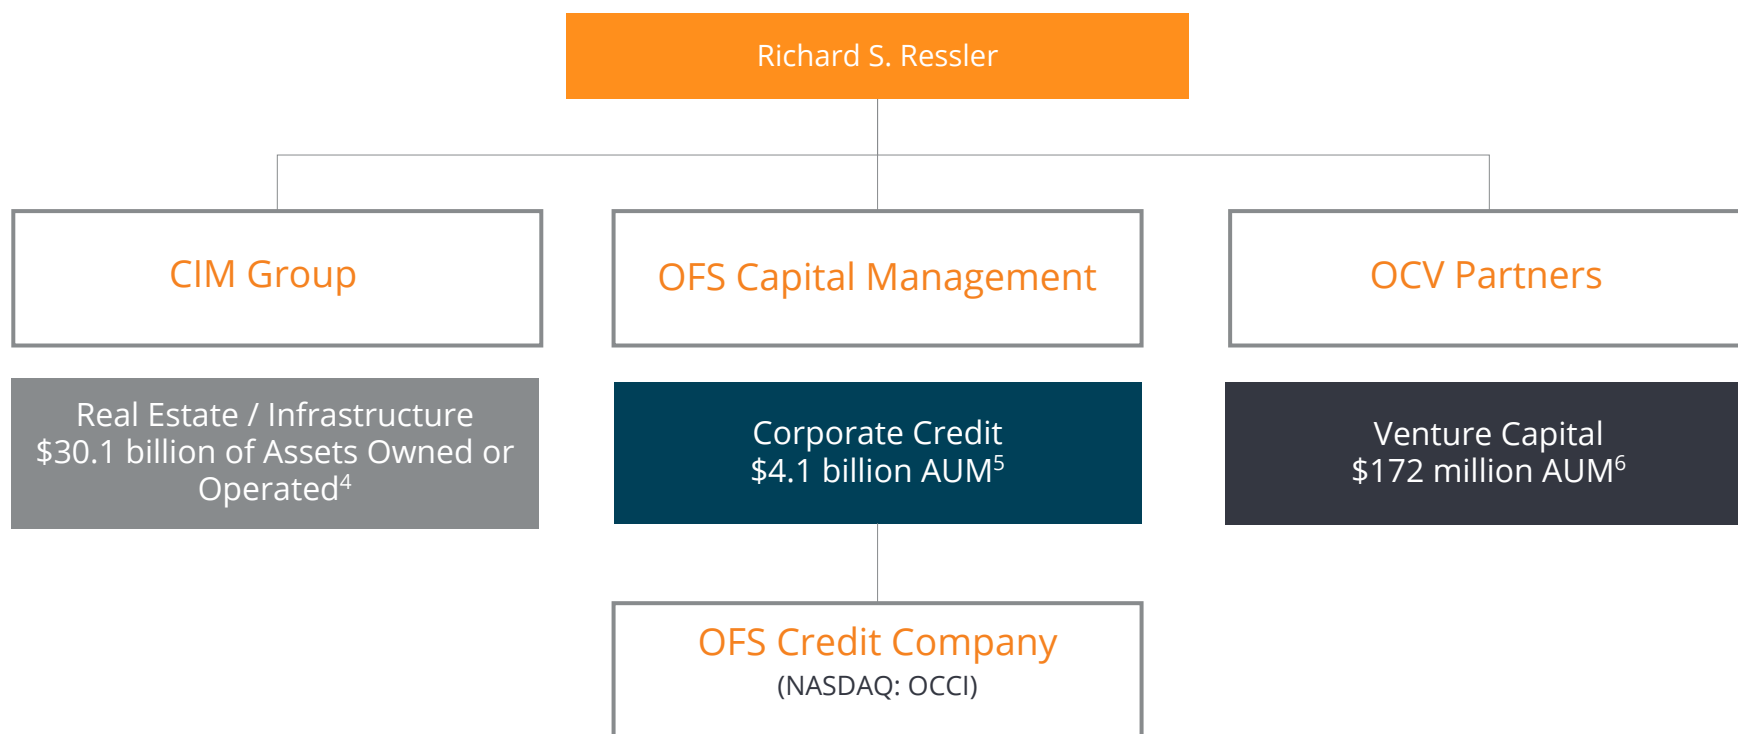 Richard S. Ressler
CIM Group
OFS Capital Management
OCV Partners
Real Estate / Infrastructure
$30.1 billion of Assets Owned or
Operated⁴
Corporate Credit
$4.1 billion AUM⁵
Venture Capital
$172 million AUM⁶
OFS Credit Company
(NASDAQ: OCCI)